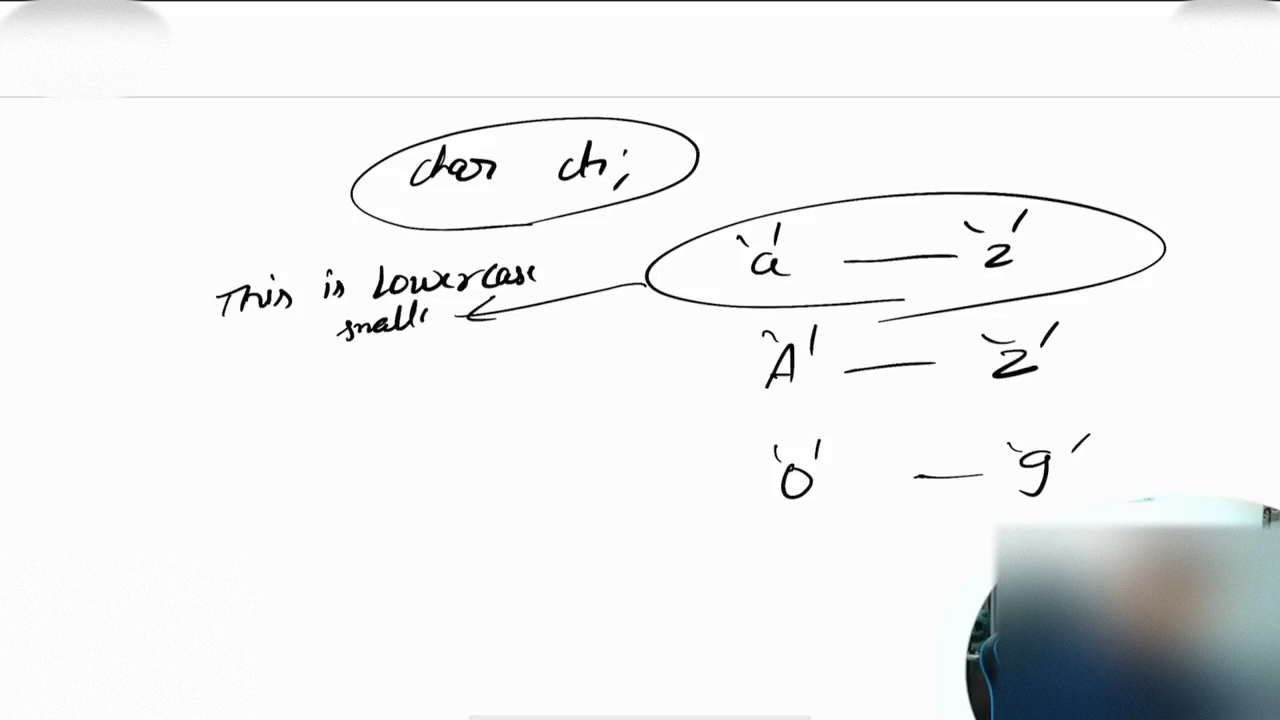 char ch;
'a' — 'z'
This is Lowercase
small
'A' — 'Z'
'0' — '9'